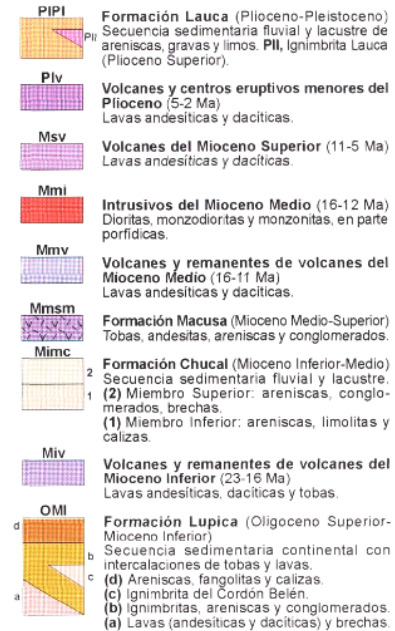 PlPl
PlI
Formación Lauca (Plioceno-Pleistoceno)
Secuencia sedimentaria fluvial y lacustre de
areniscas, gravas y limos. PlI, Ignimbrita Lauca
(Plioceno Superior).
Plv
Volcanes y centros eruptivos menores del
Plioceno (5-2 Ma)
Lavas andesíticas y dacíticas.
Msv
Volcanes del Mioceno Superior (11-5 Ma)
Lavas andesíticas y dacíticas.
Mmi
Intrusivos del Mioceno Medio (16-12 Ma)
Dioritas, monzodioritas y monzonitas, en parte
porfídicas.
Mmv
Volcanes y remanentes de volcanes del
Mioceno Medio (16-11 Ma)
Lavas andesíticas y dacíticas.
Mmsm
Formación Macusa (Mioceno Medio-Superior)
Tobas, andesitas, areniscas y conglomerados.
Mimc
2
1
Formación Chucal (Mioceno Inferior-Medio)
Secuencia sedimentaria fluvial y lacustre.
(2) Miembro Superior: areniscas, conglo-
merados, brechas.
(1) Miembro Inferior: areniscas, limolitas y
calizas.
Miv
Volcanes y remanentes de volcanes del
Mioceno Inferior (23-16 Ma)
Lavas andesíticas, dacíticas y tobas.
OMl
d
b
c
a
Formación Lupica (Oligoceno Superior-
Mioceno Inferior)
Secuencia sedimentaria continental con
intercalaciones de tobas y lavas.
(d) Areniscas, fangolitas y calizas.
(c) Ignimbrita del Cordón Belén.
(b) Ignimbritas, areniscas y conglomerados.
(a) Lavas (andesíticas y dacíticas) y brechas.